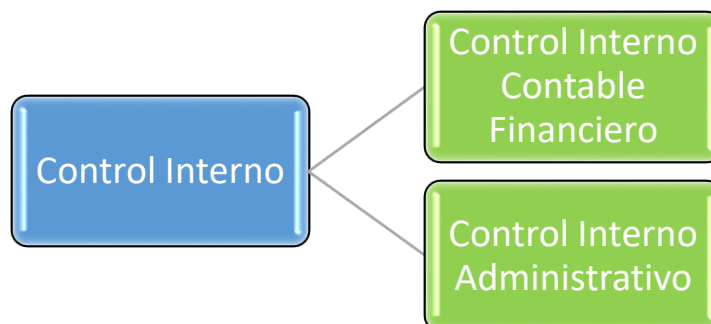 Control Interno
Control Interno
Contable
Financiero
Control Interno
Administrativo